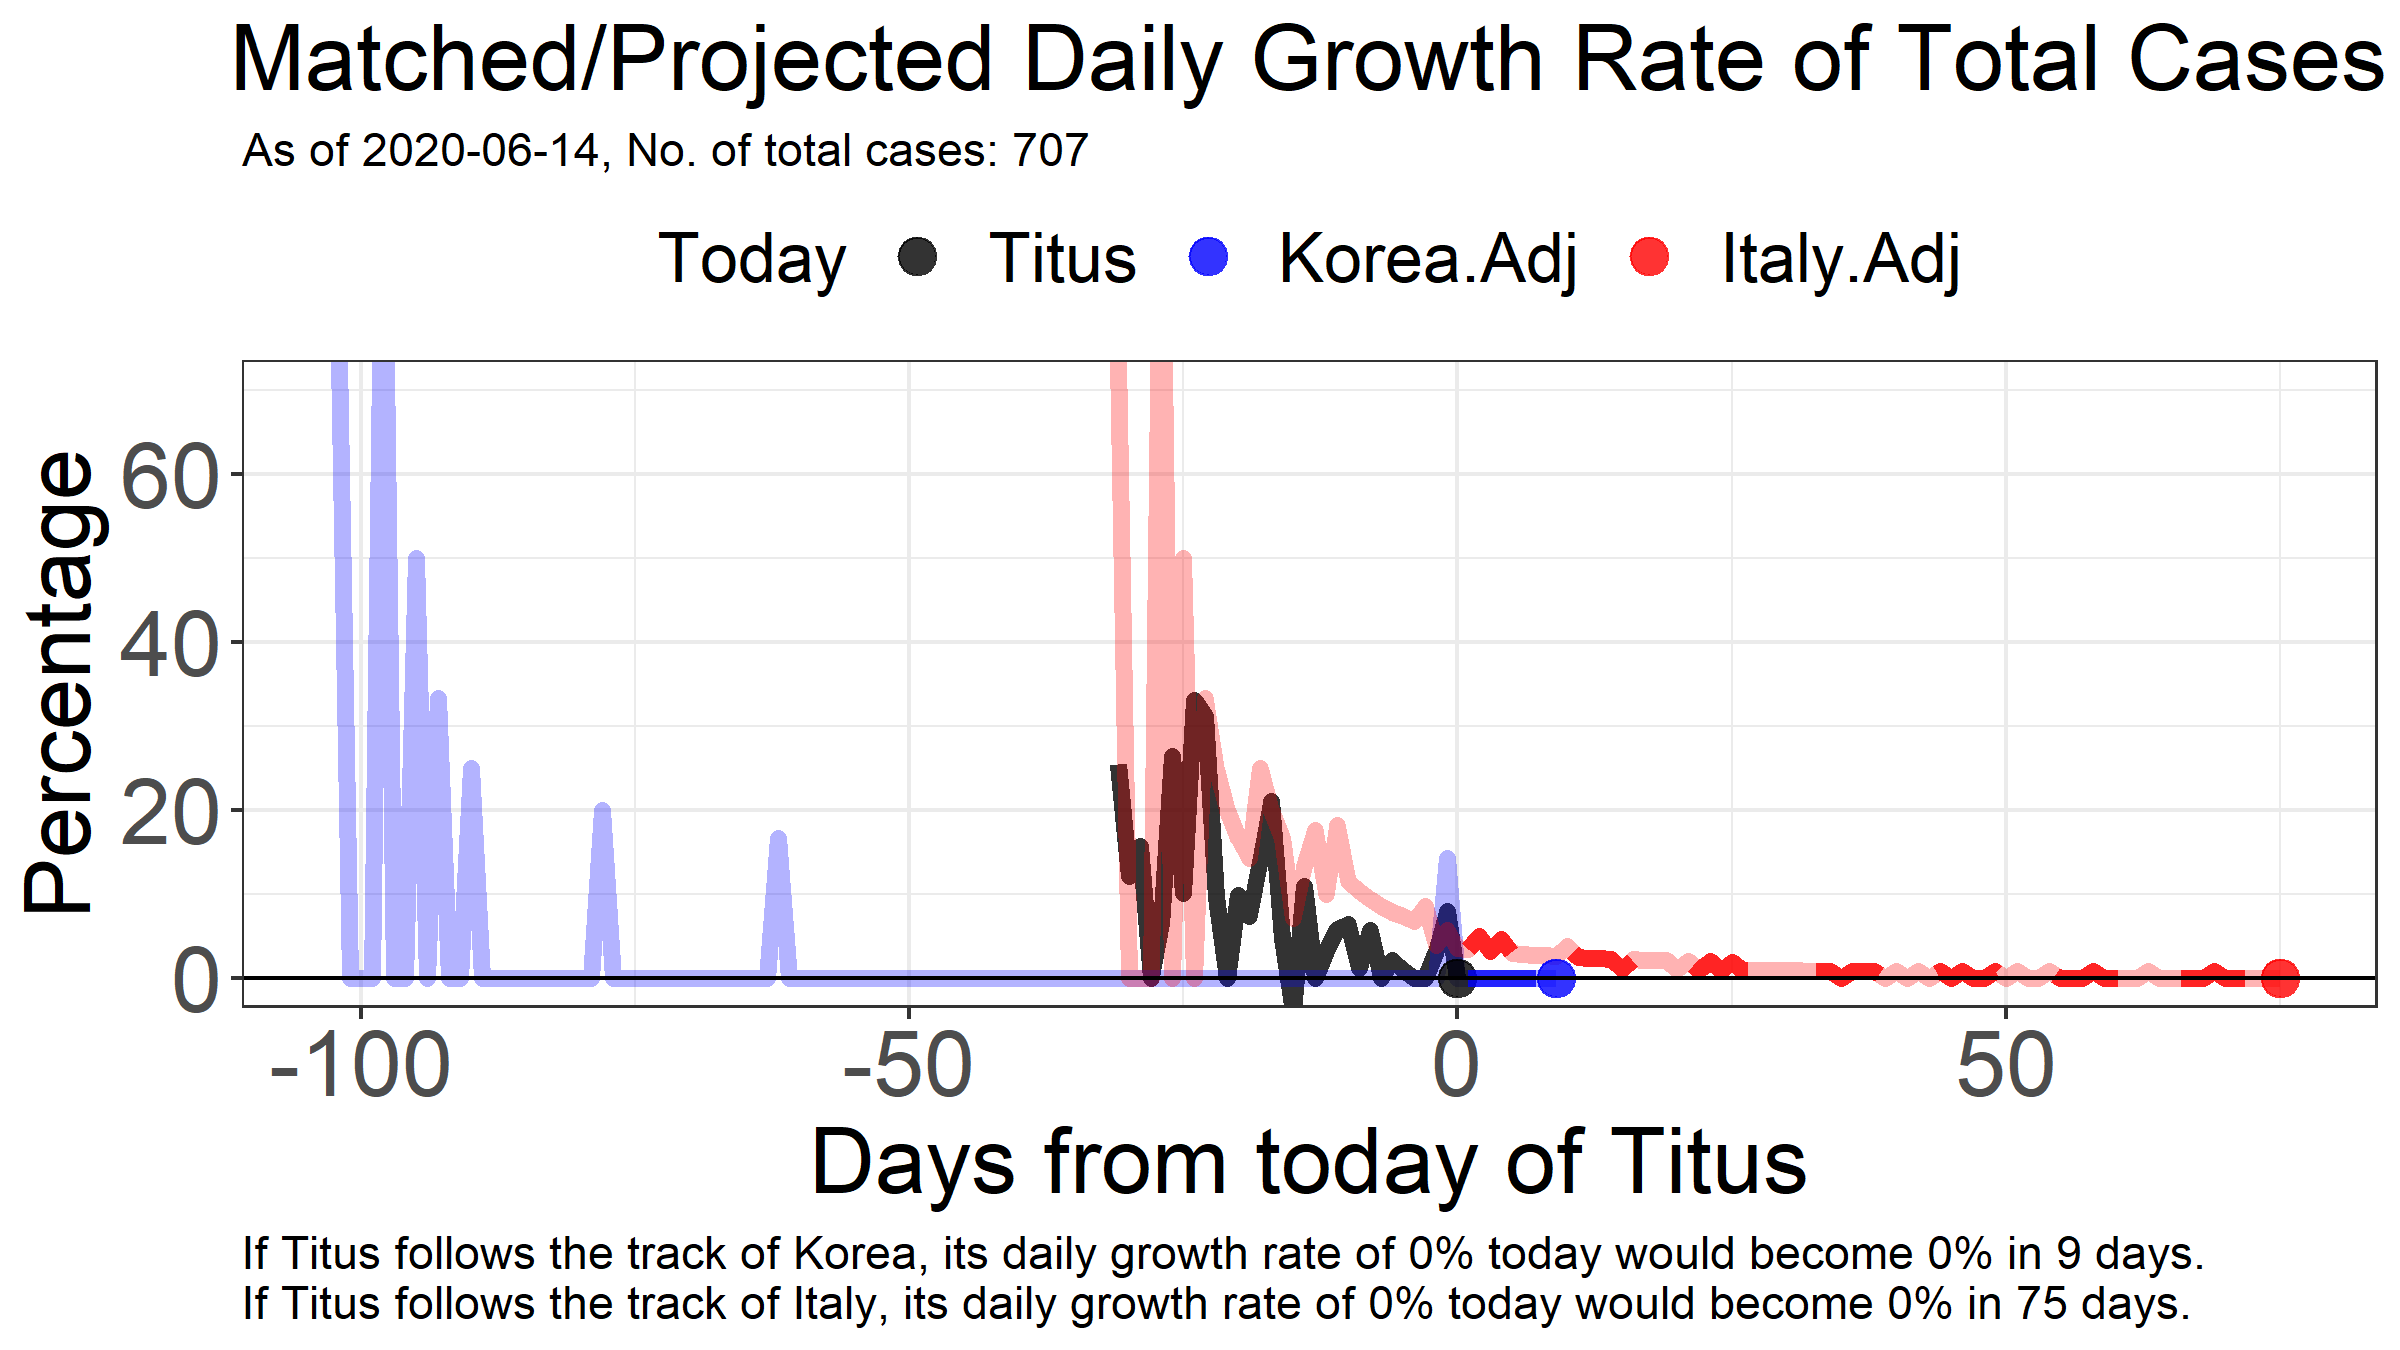 Matched/Projected Daily Growth Rate of Total Cases
As of 2020-06-14, No. of total cases: 707
Today Titus Korea.Adj Italy.Adj
Percentage
60
40
20
0
-100 -50 0 50
Days from today of Titus
If Titus follows the track of Korea, its daily growth rate of 0% today would become 0% in 9 days.
If Titus follows the track of Italy, its daily growth rate of 0% today would become 0% in 75 days.